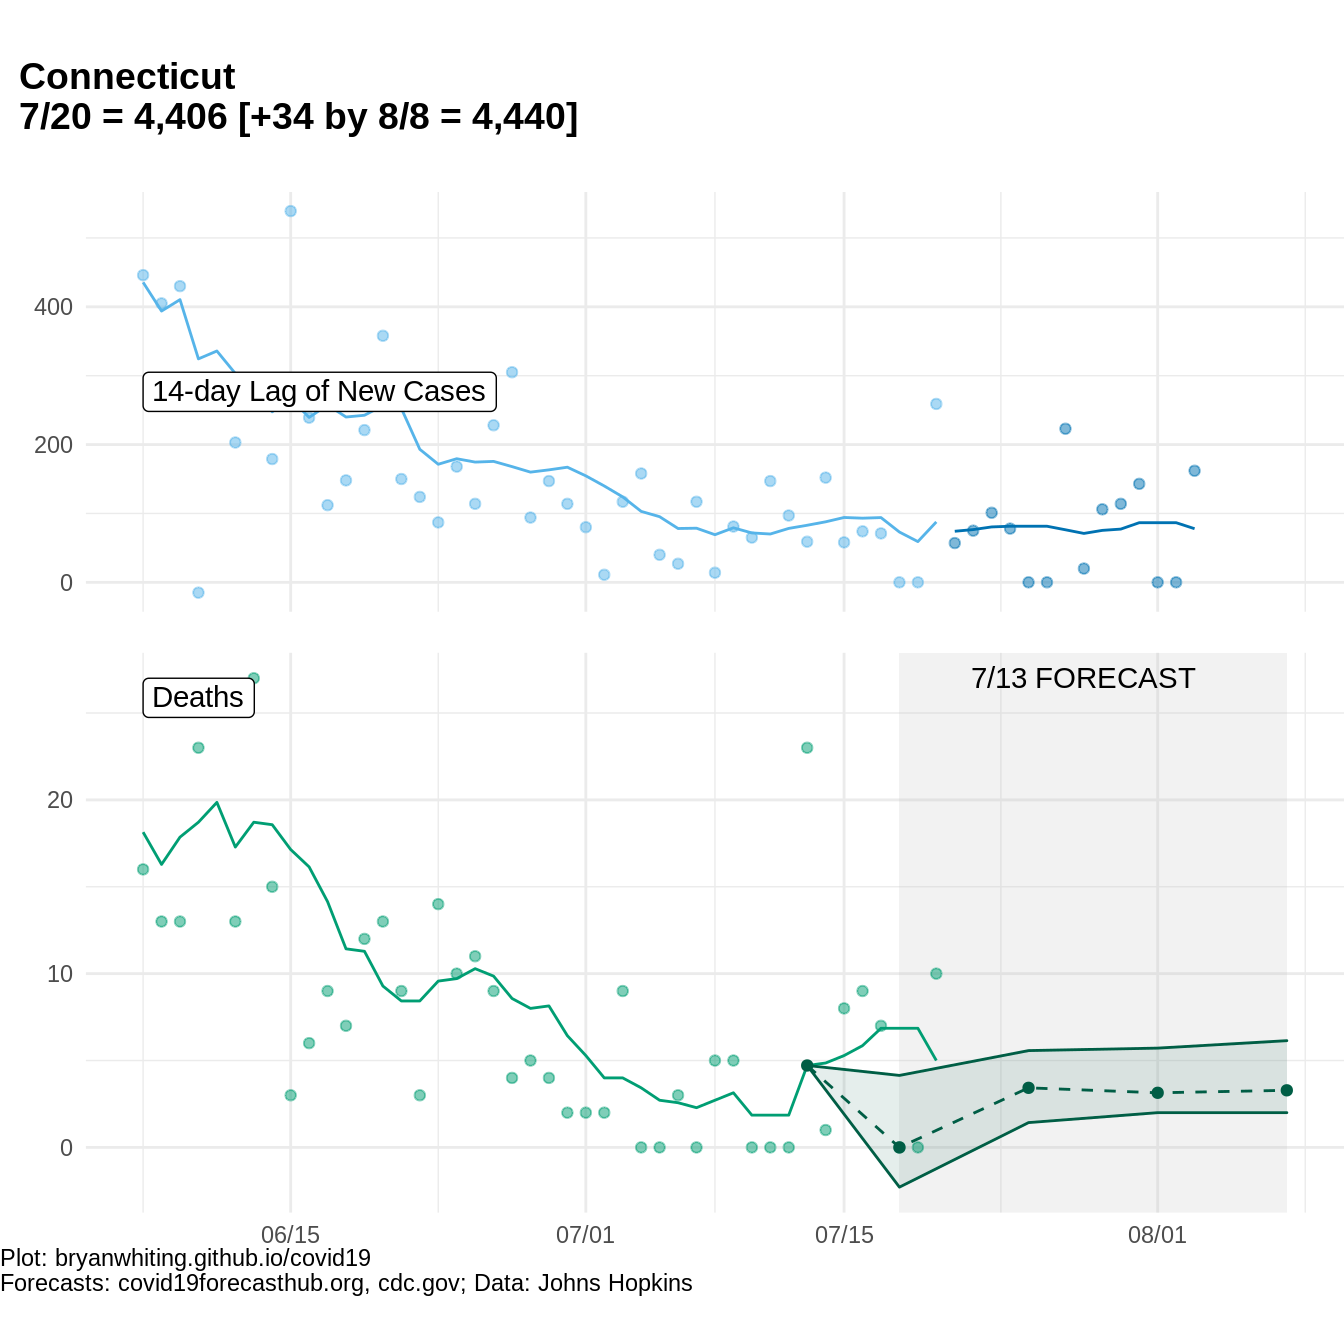 Connecticut
7/20 = 4,406 [+34 by 8/8 = 4,440]
400
14-day Lag of New Cases
200
0
7/13 FORECAST
Deaths
20
10
0
06/15 07/01 07/15 08/01
Plot: bryanwhiting.github.io/covid19
Forecasts: covid19forecasthub.org, cdc.gov; Data: Johns Hopkins